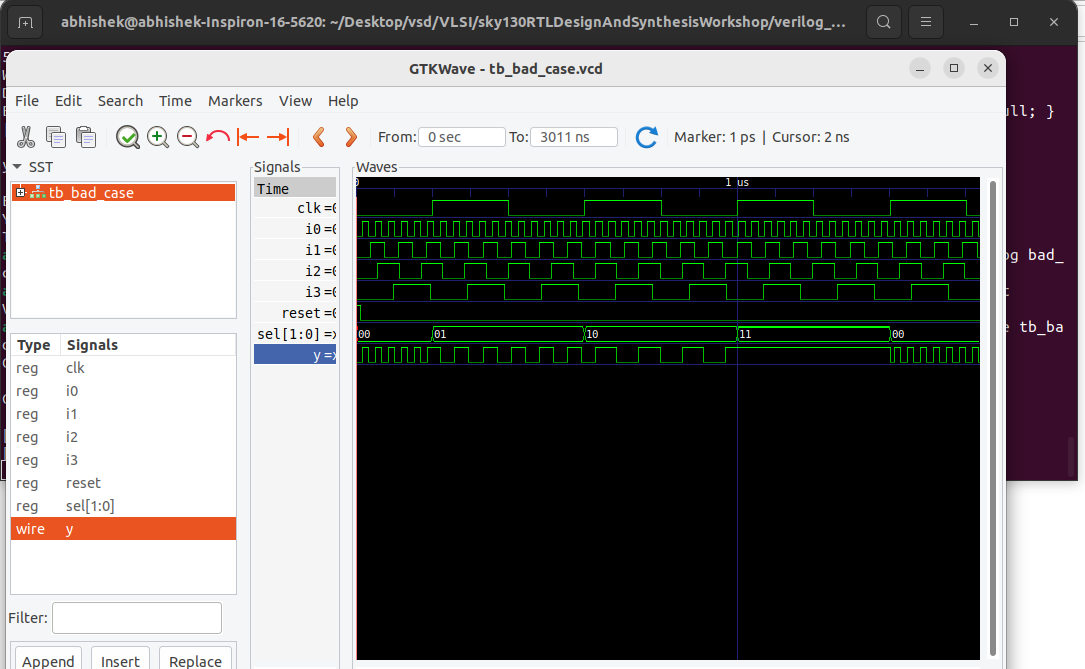 abhishek@abhishek-Inspiron-16-5620: ~/Desktop/vsd/VLSI/sky130RTLDesignAndSynthesisWorkshop/verilog_...
GTKWave - tb_bad_case.vcd
File Edit Search Time Markers View Help
ull; }
From: 0 sec To: 3011 ns Marker: 1 ps | Cursor: 2 ns
SST
Signals
Waves
tb_bad_case
Time
1 us
clk =0
i0 =0
i1 =0
og bad_
i2 =0
i3 =0
reset =0
e tb_ba
sel[1:0] =x
00 01 10 11 00
y =x
Type Signals
reg clk
reg i0
reg i1
reg i2
reg i3
reg reset
reg sel[1:0]
wire y
Filter:
Append Insert Replace